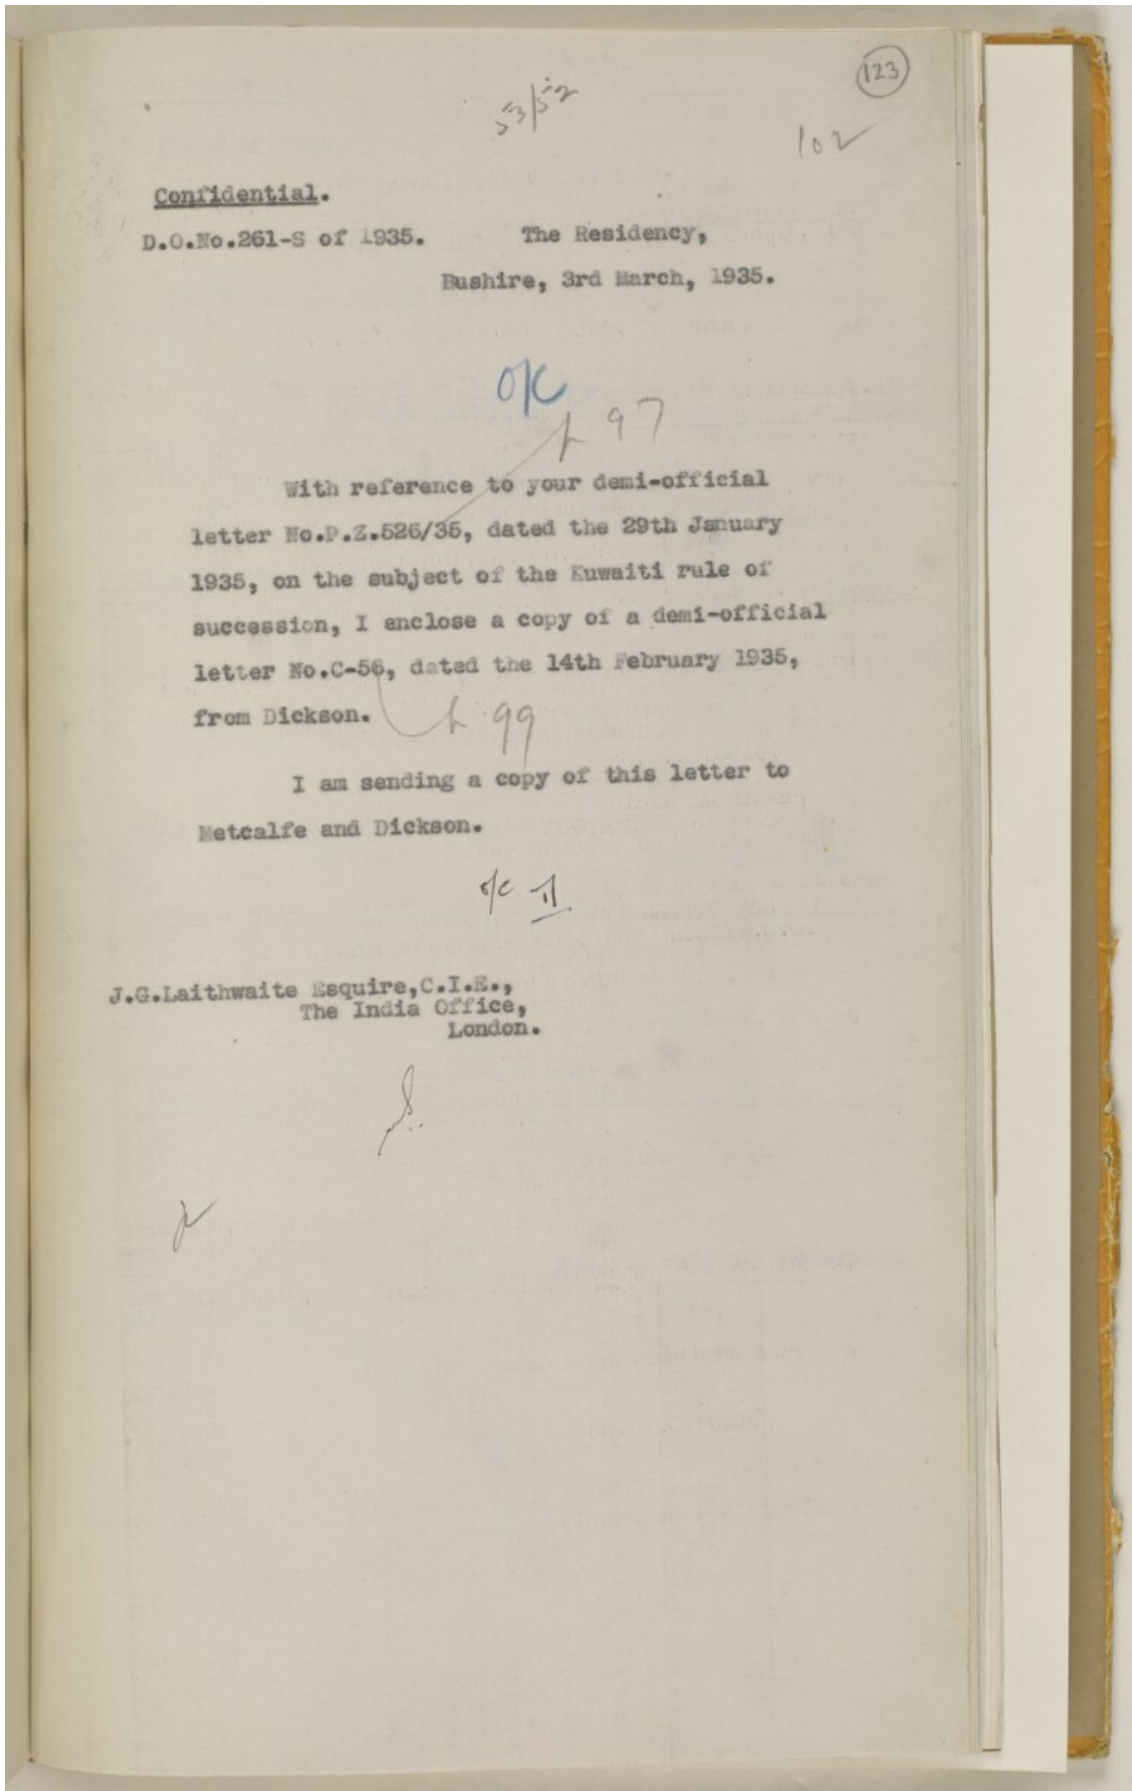 123
53/52
102
Confidential.
D.O.No.261-S of 1935. The Residency,
Bushire, 3rd March, 1935.
O/C
p 97
With reference to your demi-official
letter No.P.Z.526/35, dated the 29th January
1935, on the subject of the Kuwaiti rule of
succession, I enclose a copy of a demi-official
letter No.C-56, dated the 14th February 1935,
from Dickson.
p 99
I am sending a copy of this letter to
Metcalfe and Dickson.
o/c
J.G.Laithwaite Esquire,C.I.E.,
The India Office,
London.